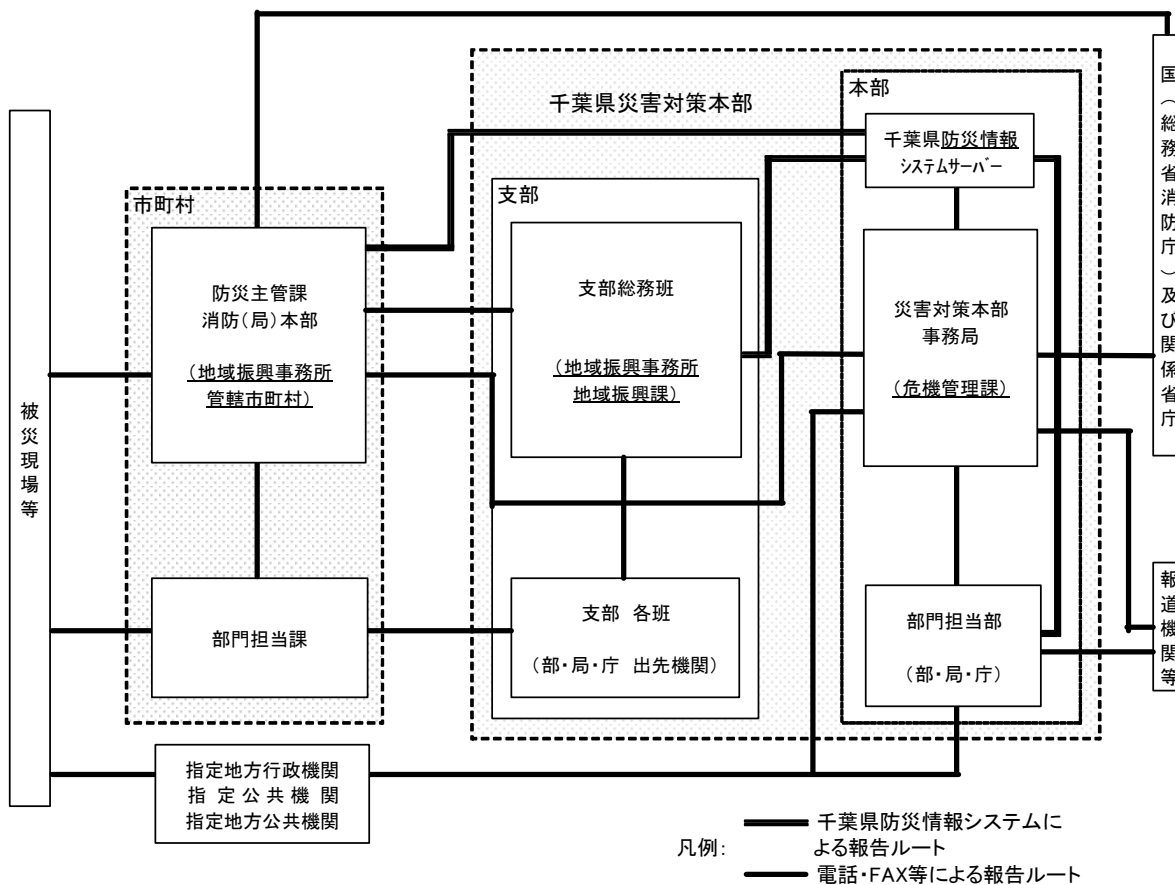 千葉県災害対策本部
本部
千葉県防災情報
システムサーバー
市町村
防災主管課
消防(局)本部
(地域振興事務所
管轄市町村)
部門担当課
支部
支部総務班
(地域振興事務所
地域振興課)
支部 各班
(部・局・庁 出先機関)
災害対策本部
事務局
(危機管理課)
部門担当部
(部・局・庁)
被災現場等
国(総務省消防庁)及び関係省庁
報道機関等
指定地方行政機関
指定公共機関
指定地方公共機関
凡例:
千葉県防災情報システムに
よる報告ルート
電話・FAX等による報告ルート